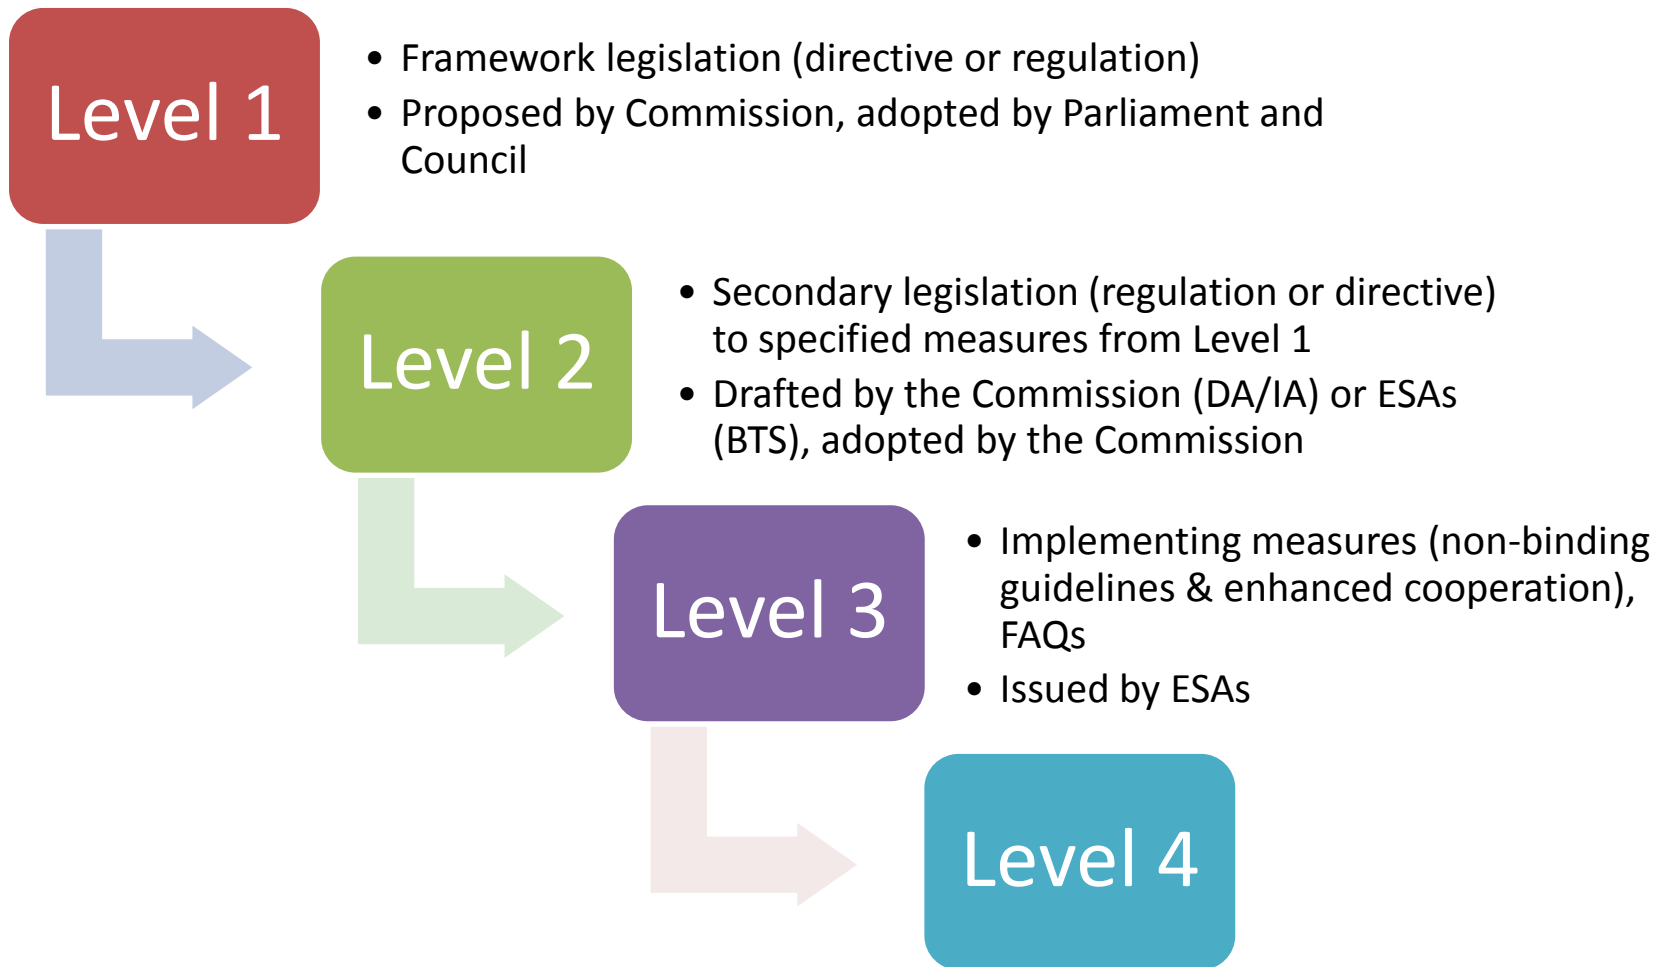 Level 1
• Framework legislation (directive or regulation)
• Proposed by Commission, adopted by Parliament and
Council
Level 2
• Secondary legislation (regulation or directive)
to specified measures from Level 1
• Drafted by the Commission (DA/IA) or ESAs
(BTS), adopted by the Commission
Level 3
• Implementing measures (non-binding
guidelines & enhanced cooperation),
FAQs
• Issued by ESAs
Level 4